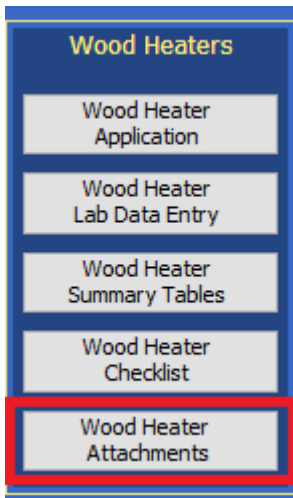 Wood Heaters
Wood Heater
Application
Wood Heater
Lab Data Entry
Wood Heater
Summary Tables
Wood Heater
Checklist
Wood Heater
Attachments